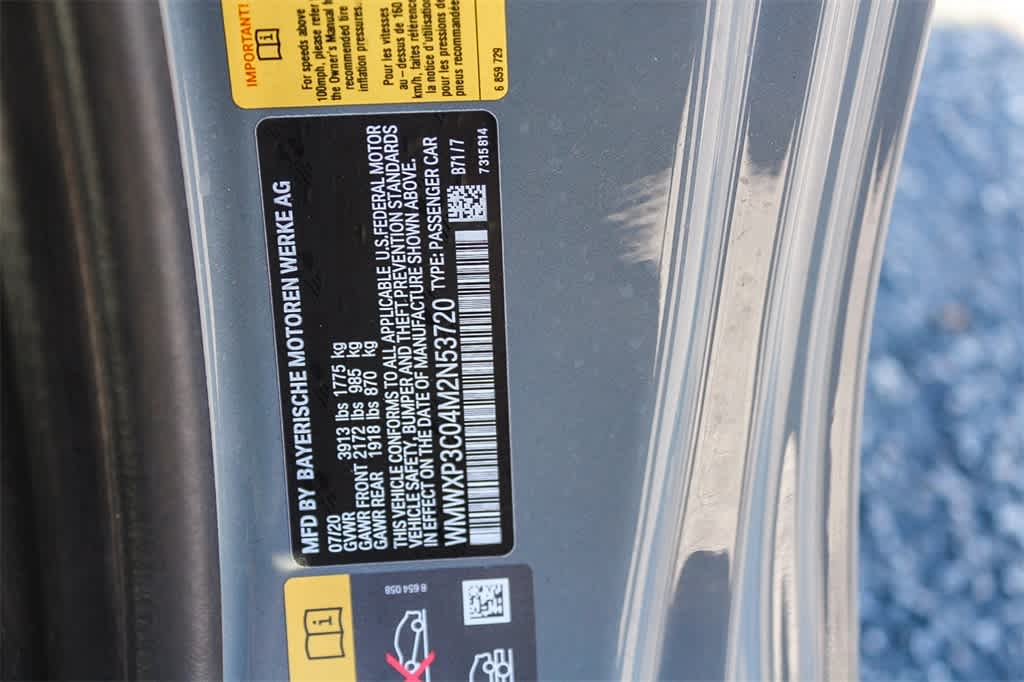 IMPORTANT!
For speeds above
100mph, please refer
the Owner's Manual
recommended tire
inflation pressures.
Pour les vitesses
au-dessus de 160
km/h, faites
la notice d'utilisation
pour les pressions de
pneus
6 859 729
MFD BY BAYERISCHE MOTOREN WERKE AG
07/20
GVWR 3913 lbs 1775 kg
GAWR FRONT 2172 lbs 985 kg
GAWR REAR 1918 lbs 870 kg
THIS VEHICLE CONFORMS TO ALL APPLICABLE U.S.FEDERAL MOTOR
VEHICLE SAFETY, BUMPER AND THEFT PREVENTION STANDARDS
IN EFFECT ON THE DATE OF MANUFACTURE SHOWN ABOVE.
WMWXP3C04M2N53720 TYPE: PASSENGER CAR
B71/7
7315814
8 654 058